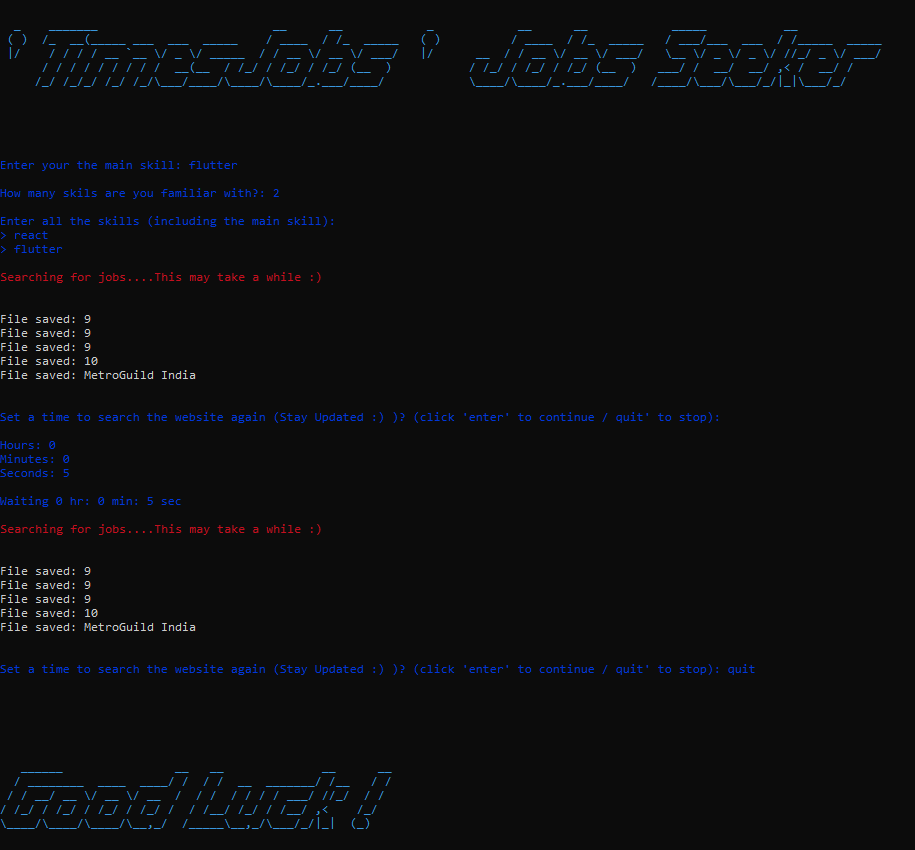 'TimesJobs' Jobs Seeker
Enter your the main skill: flutter
How many skils are you familiar with?: 2
Enter all the skills (including the main skill):
> react
> flutter
Searching for jobs....This may take a while :)
File saved: 9
File saved: 9
File saved: 9
File saved: 10
File saved: MetroGuild India
Set a time to search the website again (Stay Updated :) )? (click 'enter' to continue / quit' to stop):
Hours: 0
Minutes: 0
Seconds: 5
Waiting 0 hr: 0 min: 5 sec
Searching for jobs....This may take a while :)
File saved: 9
File saved: 9
File saved: 9
File saved: 10
File saved: MetroGuild India
Set a time to search the website again (Stay Updated :) )? (click 'enter' to continue / quit' to stop): quit
Good Luck !